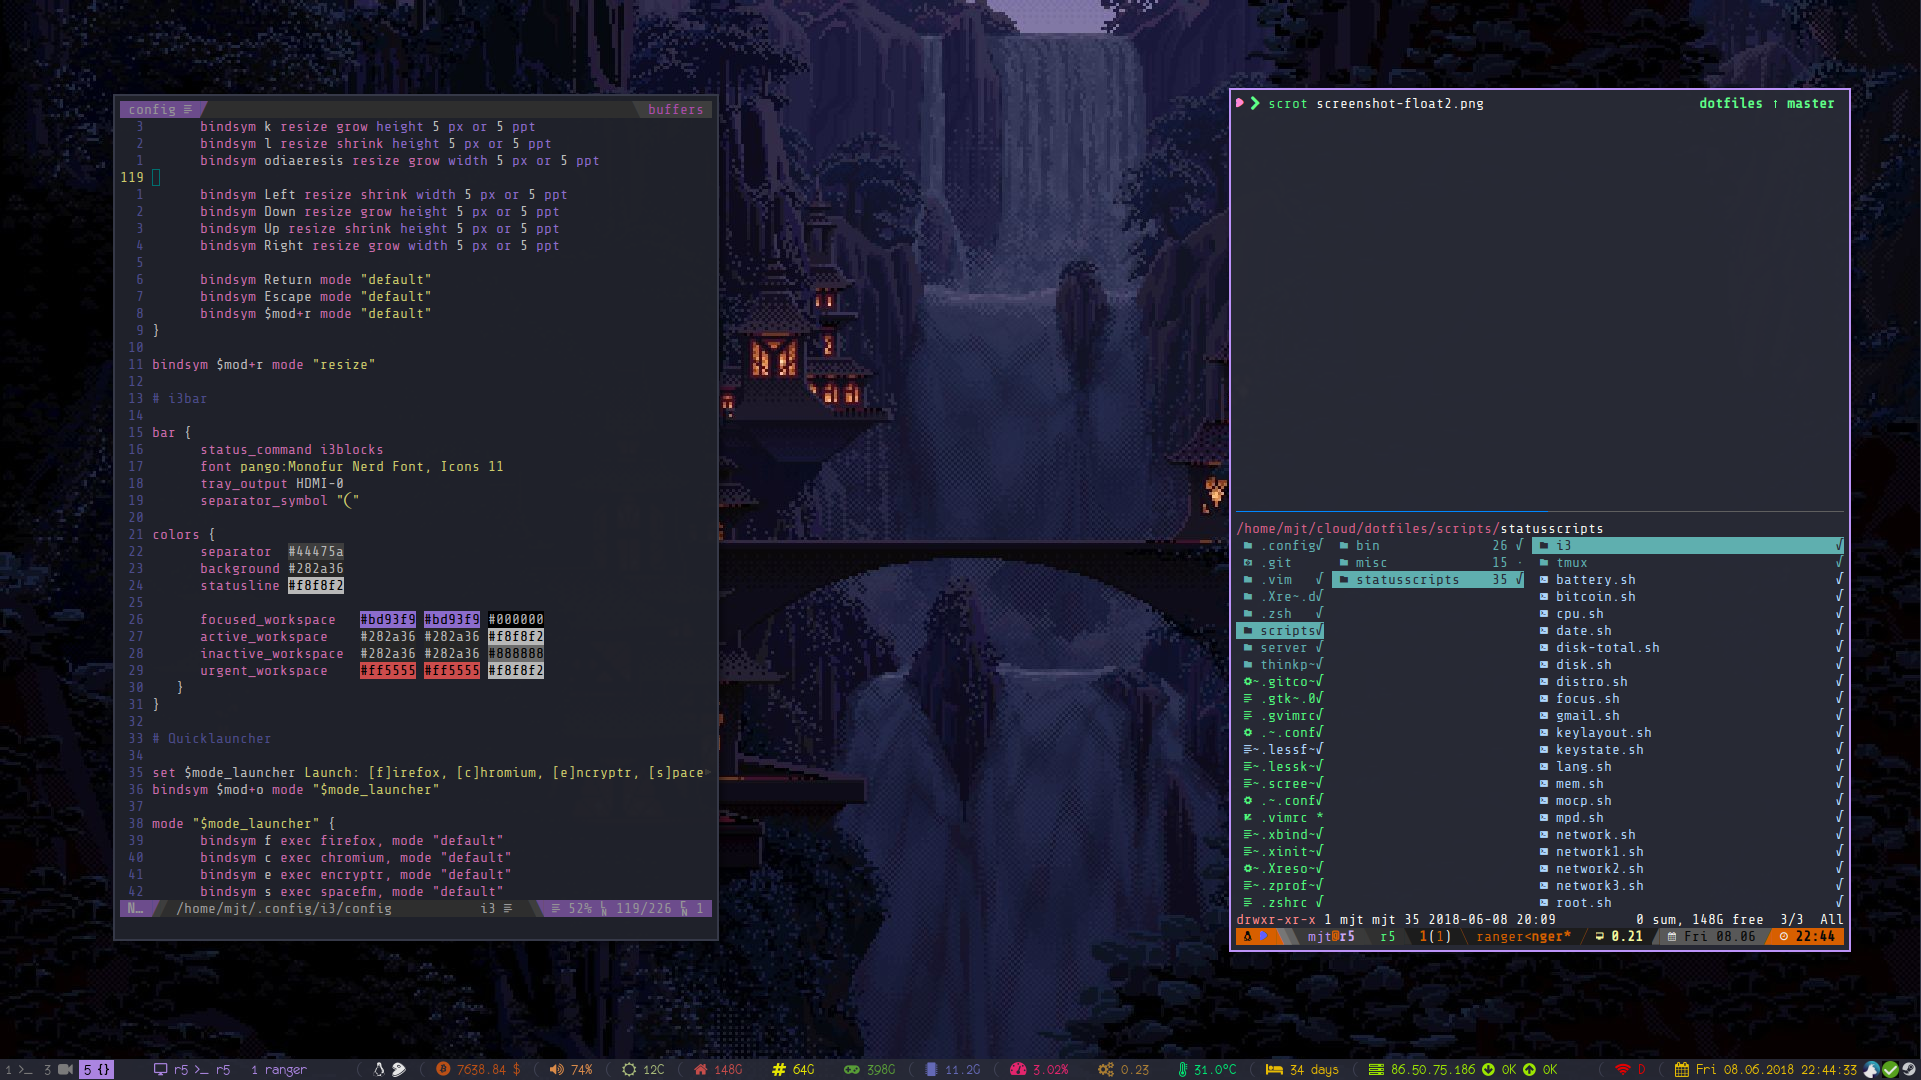 config
buffers
3 bindsym k resize grow height 5 px or 5 ppt
2 bindsym l resize shrink height 5 px or 5 ppt
1 bindsym odiaeresis resize grow width 5 px or 5 ppt
119
1 bindsym Left resize shrink width 5 px or 5 ppt
2 bindsym Down resize grow height 5 px or 5 ppt
3 bindsym Up resize shrink height 5 px or 5 ppt
4 bindsym Right resize grow width 5 px or 5 ppt
5
6 bindsym Return mode "default"
7 bindsym Escape mode "default"
8 bindsym $mod+r mode "default"
9 }
10
11 bindsym $mod+r mode "resize"
12
13 # i3bar
14
15 bar {
16 status_command i3blocks
17 font pango:Monofur Nerd Font, Icons 11
18 tray_output HDMI-0
19 separator_symbol "("
20
21 colors {
22 separator #44475a
23 background #282a36
24 statusline #f8f8f2
25
26 focused_workspace #bd93f9 #bd93f9 #000000
27 active_workspace #282a36 #282a36 #f8f8f2
28 inactive_workspace #282a36 #282a36 #888888
29 urgent_workspace #ff5555 #ff5555 #f8f8f2
30 }
31 }
32
33 # Quicklauncher
34
35 set $mode_launcher Launch: [f]irefox, [c]hromium, [e]ncryptr, [s]pace
36 bindsym $mod+o mode "$mode_launcher"
37
38 mode "$mode_launcher" {
39 bindsym f exec firefox, mode "default"
40 bindsym c exec chromium, mode "default"
41 bindsym e exec encryptr, mode "default"
42 bindsym s exec spacefm, mode "default"
N… /home/mjt/.config/i3/config i3 52% 119/226 1
scrot screenshot-float2.png dotfiles ↑ master
/home/mjt/cloud/dotfiles/scripts/statusscripts
.config√ bin 26 √ i3 √
.git misc 15 · tmux
.vim √ statusscripts 35 √ battery.sh √
.Xre~.d bitcoin.sh √
.zsh √ cpu.sh √
scripts√ date.sh √
server √ disk-total.sh √
thinkp~√ disk.sh √
~.gitco~√ distro.sh √
.gtk~.0√ focus.sh √
.gvimrc√ gmail.sh √
.~.conf√ keylayout.sh √
~.lessf~√ keystate.sh √
~.lessk~√ lang.sh √
~.scree~√ mem.sh √
.~.conf√ mocp.sh √
.vimrc * mpd.sh √
~.xbind~√ network.sh √
~.xinit~√ network1.sh √
~.Xreso~√ network2.sh √
~.zprof~√ network3.sh √
.zshrc √ root.sh √
drwxr-xr-x 1 mjt mjt 35 2018-06-08 20:09 0 sum, 148G free 3/3 All
mjt@r5 r5 1(1) ranger<nger* 0.21 Fri 08.06 22:44
1 >_ 3 5 {} r5 >_ r5 1 ranger 7638.84 $ 74% 12C 148G # 64G 398G 11.2G 3.02% 0.23 31.0°C 34 days 86.50.75.186 0K 0K D Fri 08.06.2018 22:44:33